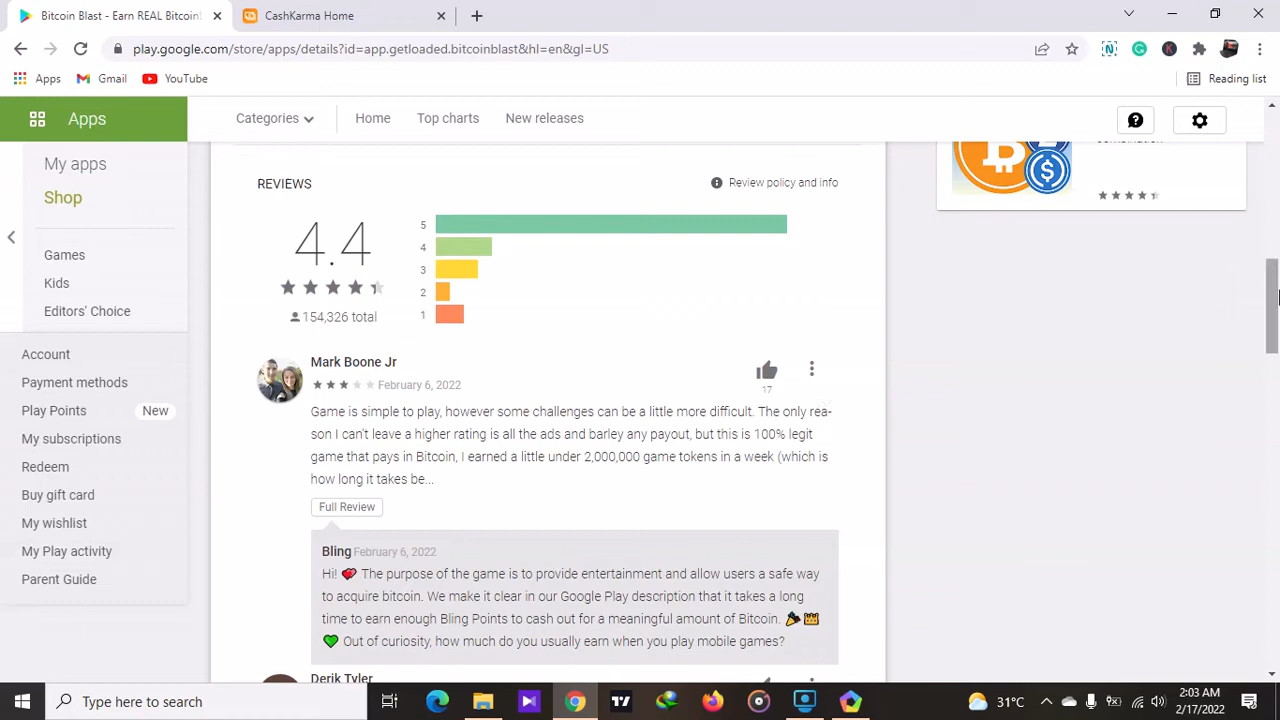 Bitcoin Blast - Earn REAL Bitcoin!
CashKarma Home
play.google.com/store/apps/details?id=app.getloaded.bitcoinblast&hl=en&gl=US
Apps
Gmail
YouTube
Reading list
Apps
Categories
Home
Top charts
New releases
My apps
Shop
Games
Kids
Editors' Choice
Account
Payment methods
Play Points New
My subscriptions
Redeem
Buy gift card
My wishlist
My Play activity
Parent Guide
REVIEWS
Review policy and info
4.4
154,326 total
5
4
3
2
1
Mark Boone Jr
February 6, 2022
17
Game is simple to play, however some challenges can be a little more difficult. The only rea-
son I can't leave a higher rating is all the ads and barley any payout, but this is 100% legit
game that pays in Bitcoin, I earned a little under 2,000,000 game tokens in a week (which is
how long it takes be...
Full Review
Bling February 6, 2022
Hi! 💕 The purpose of the game is to provide entertainment and allow users a safe way
to acquire bitcoin. We make it clear in our Google Play description that it takes a long
time to earn enough Bling Points to cash out for a meaningful amount of Bitcoin. 🎉👑
💚 Out of curiosity, how much do you usually earn when you play mobile games?
Derik Tyler
Type here to search
31°C
2:03 AM
2/17/2022